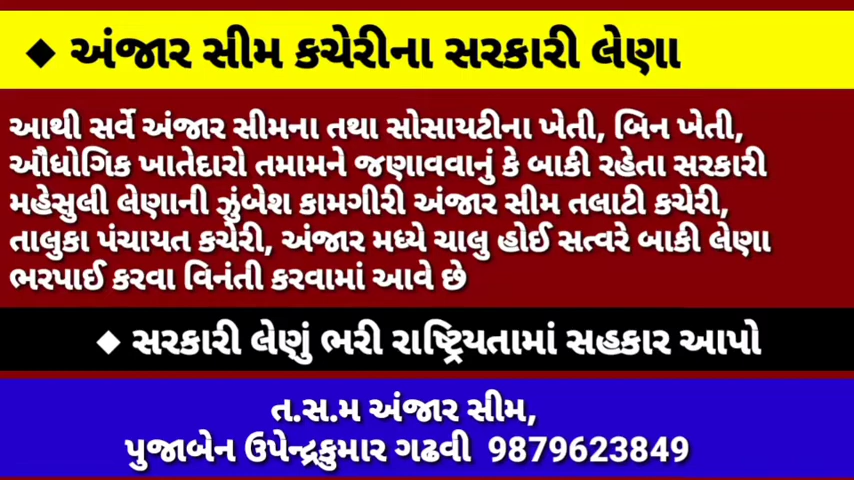 ◆ અંજાર સીમ કચેરીના સરકારી લેણા
આથી સર્વે અંજાર સીમના તથા સોસાયટીના ખેતી, બિન ખેતી,
ઔધોગિક ખાતેદારો તમામને જણાવવાનું કે બાકી રહેતા સરકારી
મહેસુલી લેણાની ઝુંબેશ કામગીરી અંજાર સીમ તલાટી કચેરી,
તાલુકા પંચાયત કચેરી, અંજાર મધ્યે ચાલુ હોઈ સત્વરે બાકી લેણા
ભરપાઈ કરવા વિનંતી કરવામાં આવે છે
◆ સરકારી લેણું ભરી રાષ્ટ્રિયતામાં સહકાર આપો
ત.સ.મ અંજાર સીમ,
પુજાબેન ઉપેન્દ્રકુમાર ગઢવી 9879623849